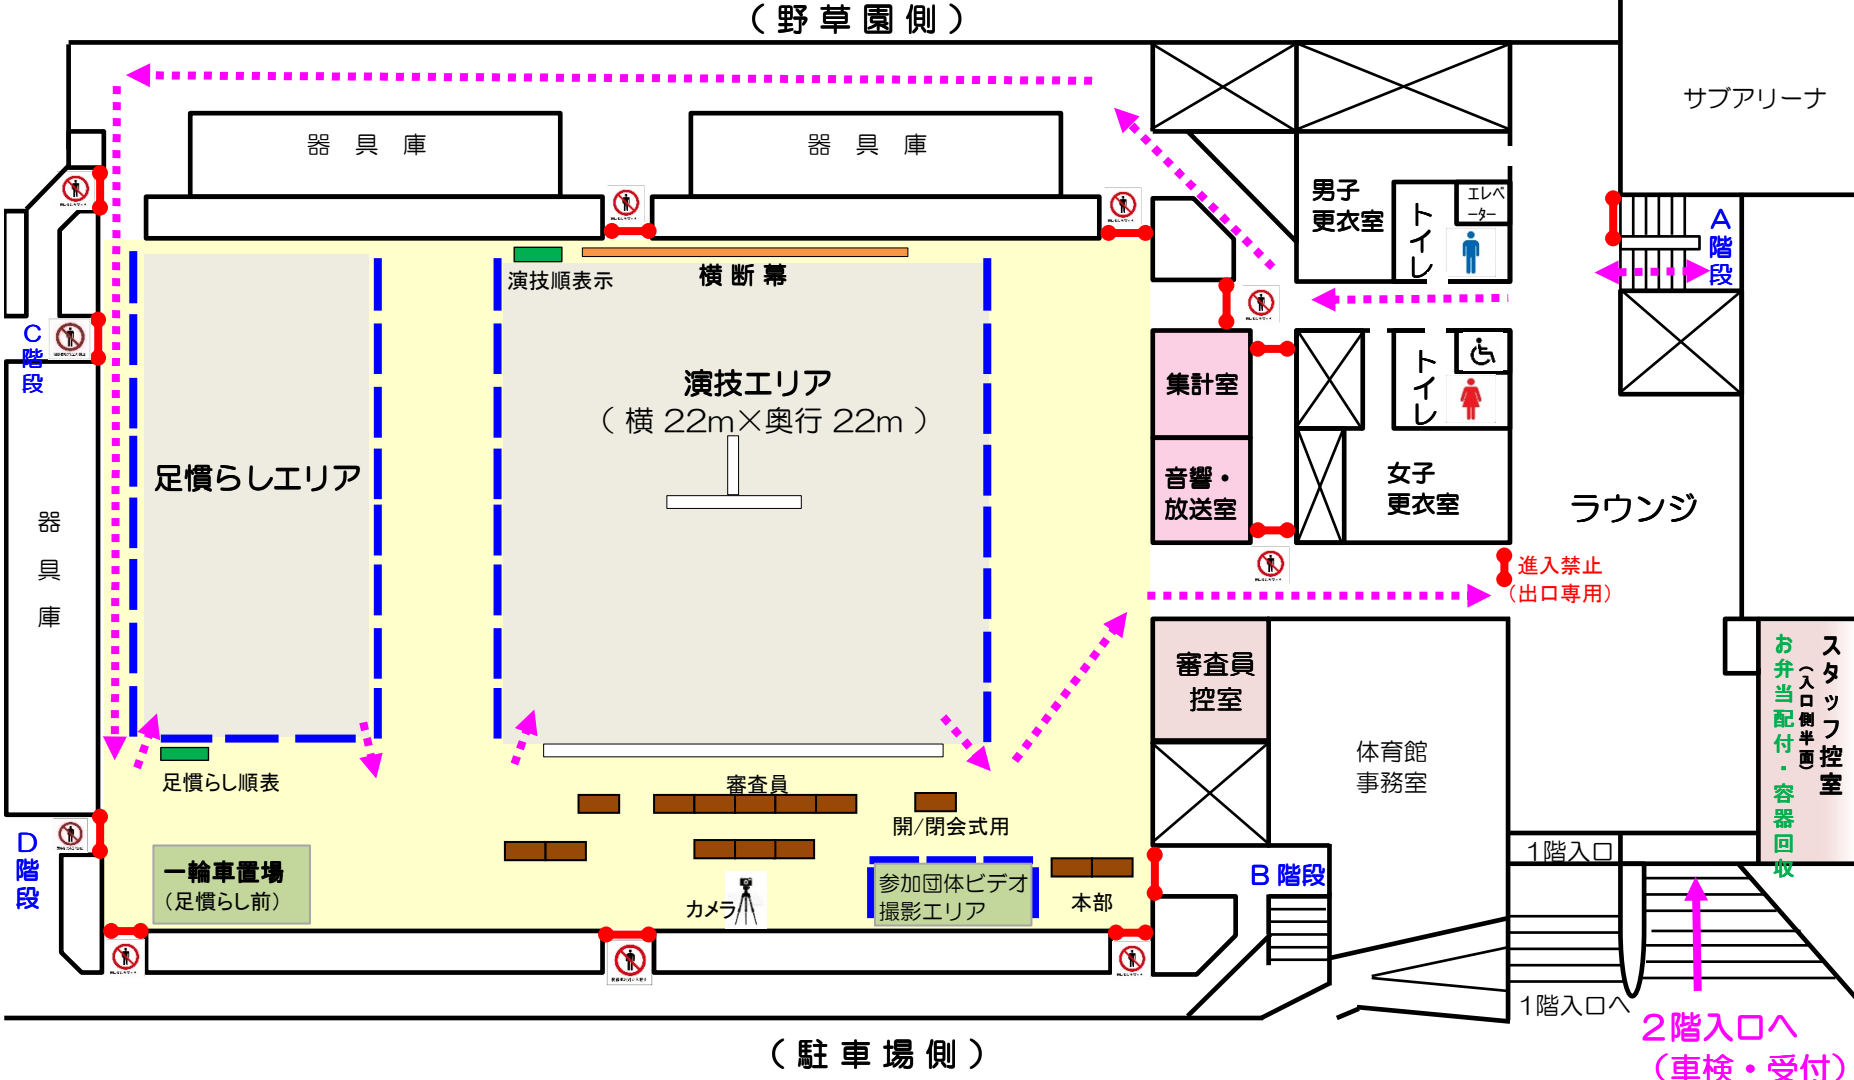 （野草園側）
サブアリーナ
器具庫
器具庫
男子
更衣室
トイレ
エレベ
ーター
A階段
演技順表示
横断幕
C階段
演技エリア
（横 22m×奥行 22m）
集計室
トイレ
足慣らしエリア
音響・
放送室
女子
更衣室
ラウンジ
器具庫
進入禁止
（出口専用）
審査員
控室
スタッフ控室
（入口側半面）
お弁当配付・容器回収
体育館
事務室
足慣らし順表
審査員
開/閉会式用
D階段
一輪車置場
（足慣らし前）
カメラ
参加団体ビデオ
撮影エリア
本部
B階段
1階入口
1階入口へ
2階入口へ
（車検・受付）
（駐車場側）